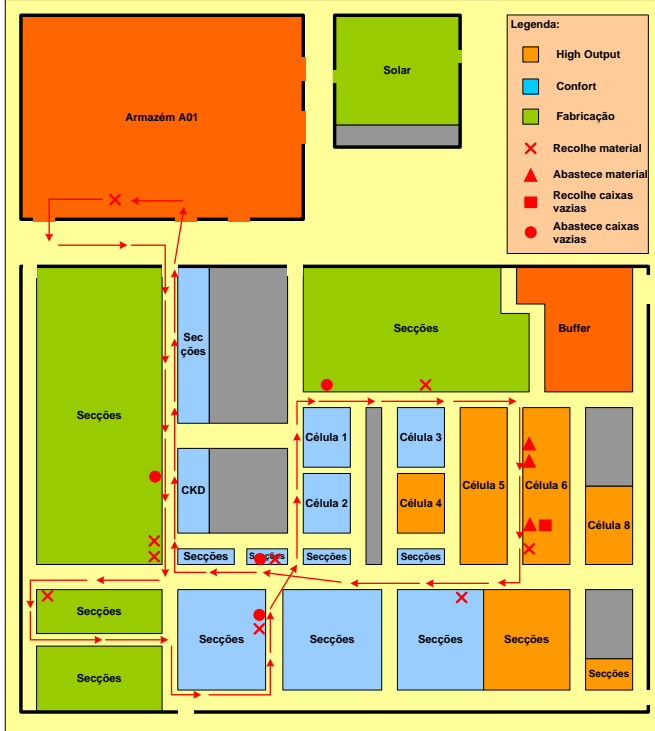 Legenda:
High Output
Confort
Fabricação
Recolhe material
Abastece material
Recolhe caixas
vazias
Abastece caixas
vazias
Armazém A01
Solar
Secções
Sec
ções
Secções
Buffer
Célula 1
Célula 3
Célula 5
Célula 6
Célula 2
Célula 4
Célula 8
CKD
Secções
Secções
Secções
Secções
Secções
Secções
Secções
Secções
Secções
Secções
Secções
Secções